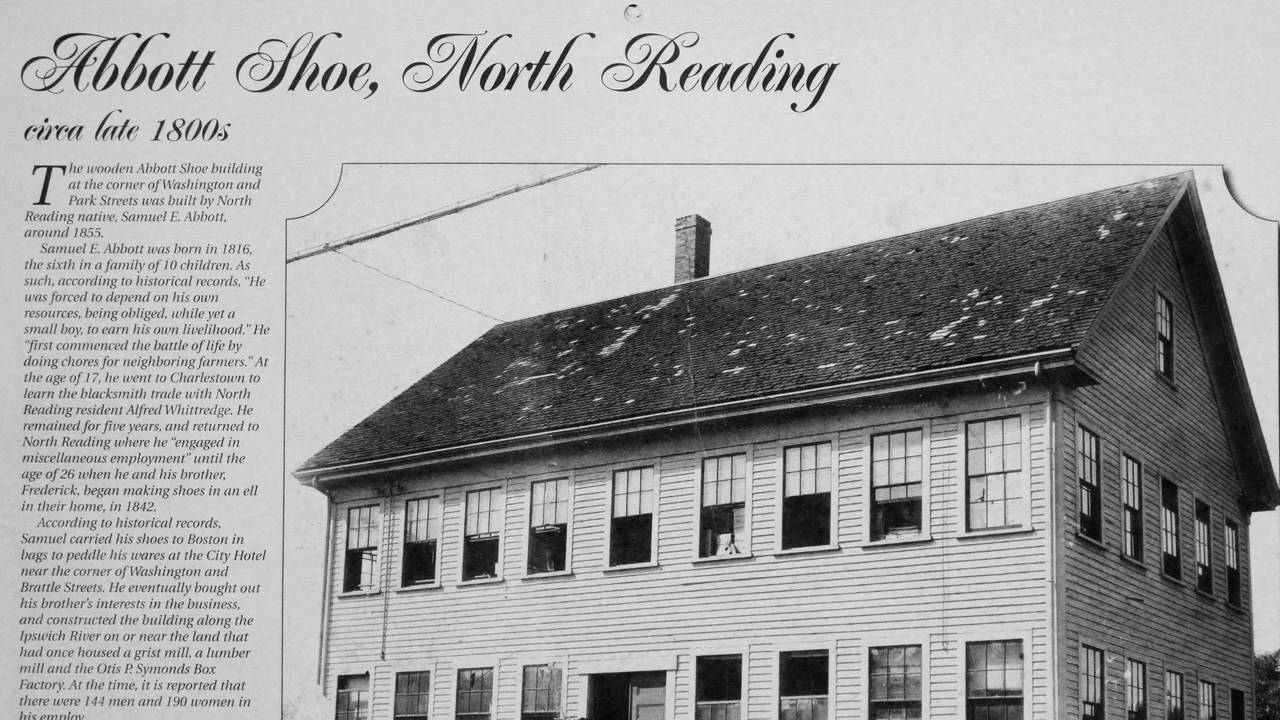 Abbott Shoe, North Reading
circa late 1800s
The wooden Abbott Shoe building
at the corner of Washington and
Park Streets was built by North
Reading native, Samuel E. Abbott,
around 1855.
Samuel E. Abbott was born in 1816,
the sixth in a family of 10 children. As
such, according to historical records, “He
was forced to depend on his own
resources, being obliged, while yet a
small boy, to earn his own livelihood.” He
“first commenced the battle of life by
doing chores for neighboring farmers.” At
the age of 17, he went to Charlestown to
learn the blacksmith trade with North
Reading resident Alfred Whittredge. He
remained for five years, and returned to
North Reading where he “engaged in
miscellaneous employment” until the
age of 26 when he and his brother,
Frederick, began making shoes in an ell
in their home, in 1842.
According to historical records,
Samuel carried his shoes to Boston in
bags to peddle his wares at the City Hotel
near the corner of Washington and
Brattle Streets. He eventually bought out
his brother's interests in the business,
and constructed the building along the
Ipswich River on or near the land that
had once housed a grist mill, a lumber
mill and the Otis P. Symonds Box
Factory. At the time, it is reported that
there were 144 men and 190 women in
his employ.